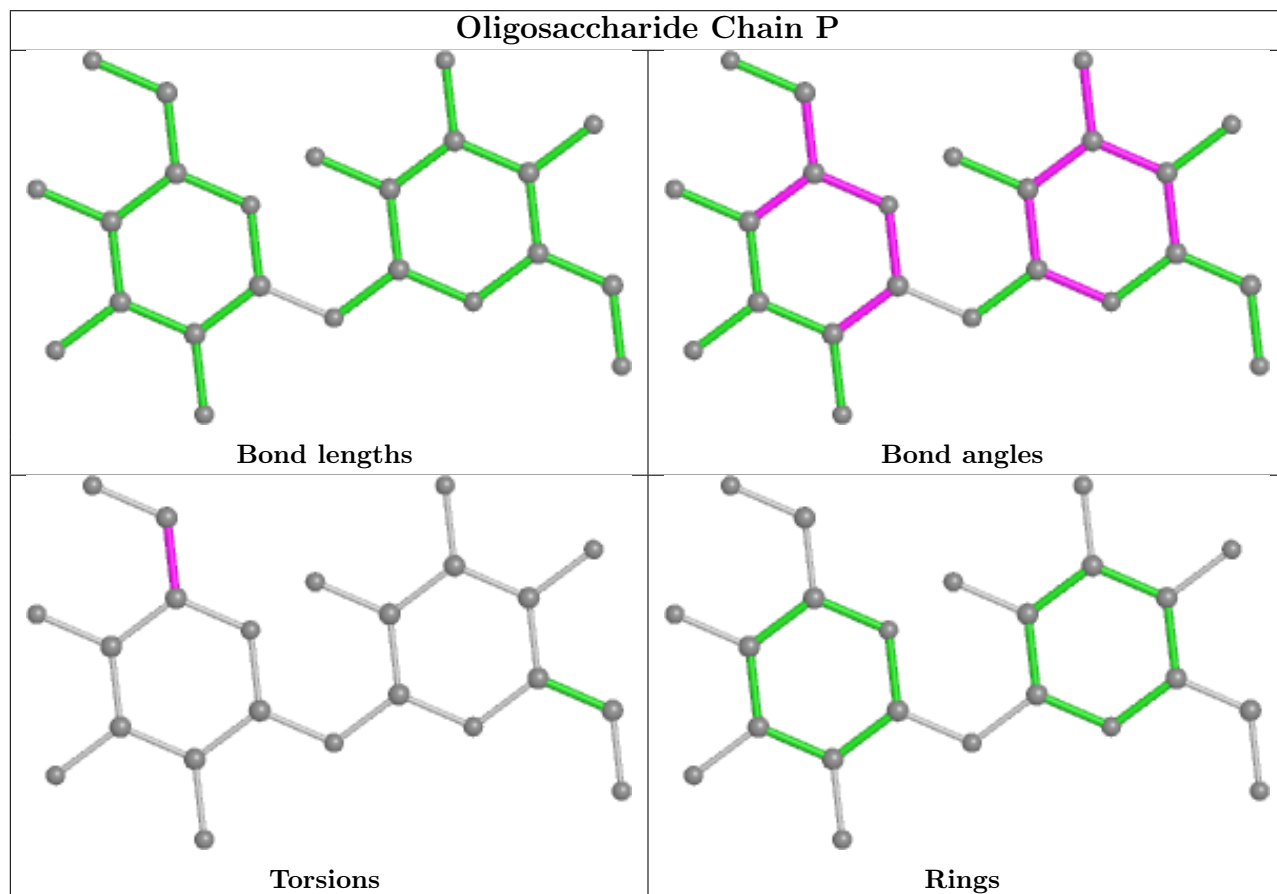 Oligosaccharide Chain P
Bond lengths
Bond angles
Torsions
Rings